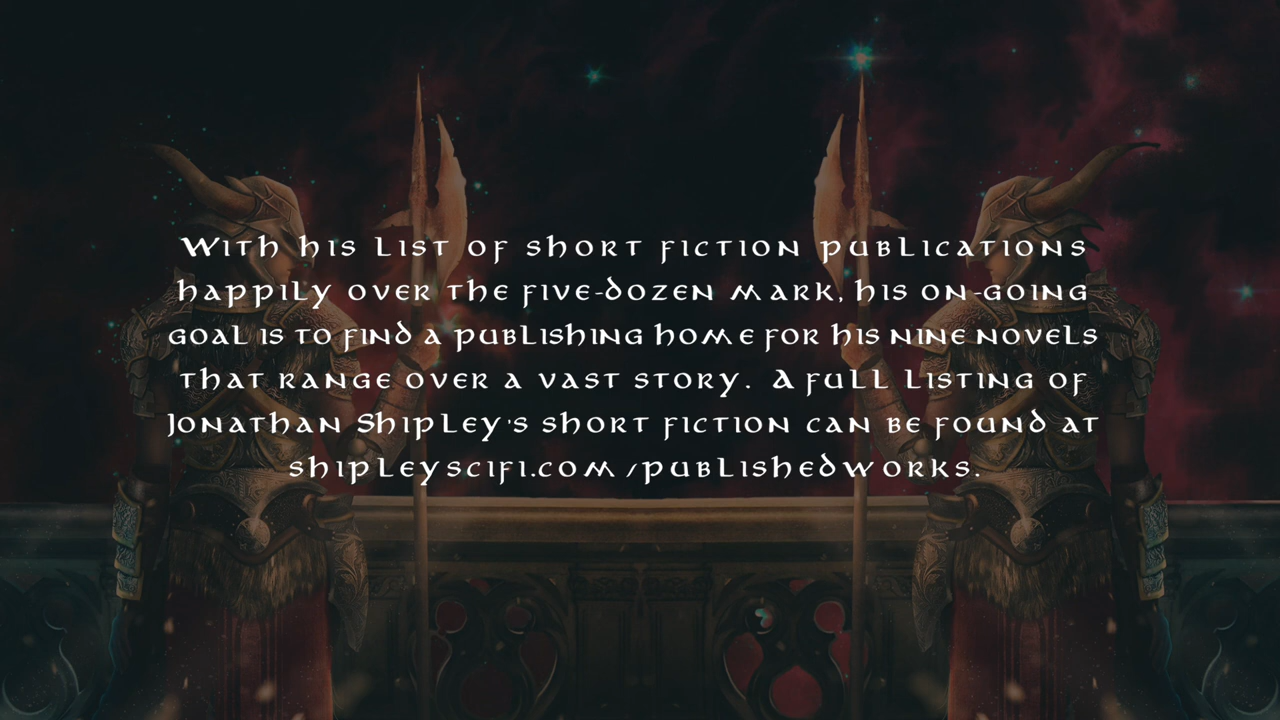 With his list of short fiction publications
happily over the five-dozen mark, his on-going
goal is to find a publishing home for his nine novels
that range over a vast story. A full listing of
Jonathan Shipley's short fiction can be found at
shipleyscifi.com/publishedworks.